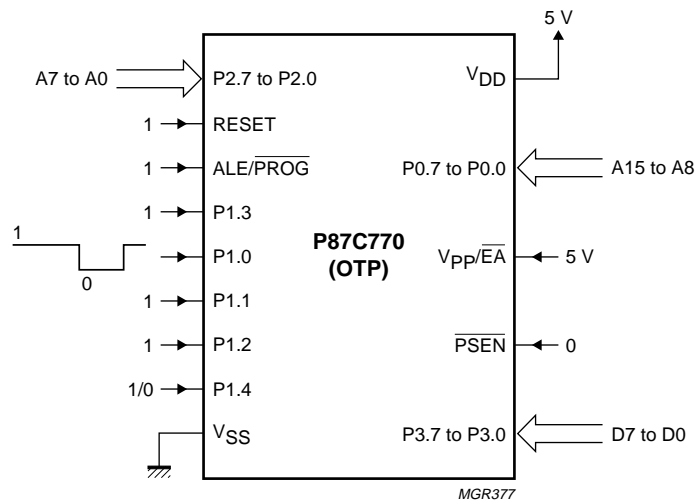 5 V
A7 to A0
P2.7 to P2.0
VDD
1
RESET
1
ALE/PROG
P0.7 to P0.0
A15 to A8
1
P1.3
1
0
P1.0
P87C770
(OTP)
VPP/EA
5 V
1
P1.1
1
P1.2
PSEN
0
1/0
P1.4
VSS
P3.7 to P3.0
D7 to D0
MGR377